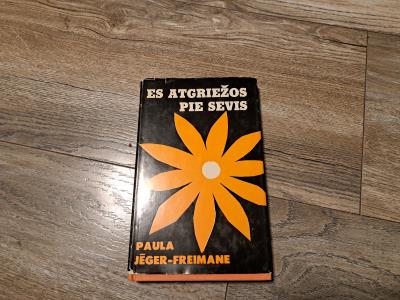 ES ATGRIEŽOS
PIE SEVIS
PAULA
JĒGER-FREIMANE